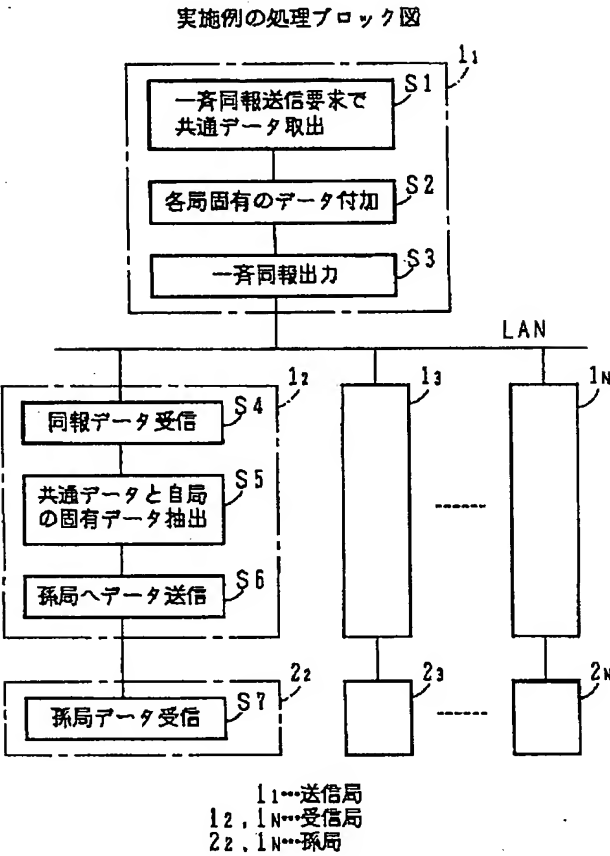 実施例の処理ブロック図
1₁
一斉同報送信要求で
共通データ取出
S1
各局固有のデータ付加
S2
一斉同報出力
S3
LAN
1₂
同報データ受信
S4
共通データと自局
の固有データ抽出
S5
孫局へデータ送信
S6
1₃
1N
2₂
孫局データ受信
S7
2₃
2N
1₁…送信局
1₂,1N…受信局
2₂,1N…孫局